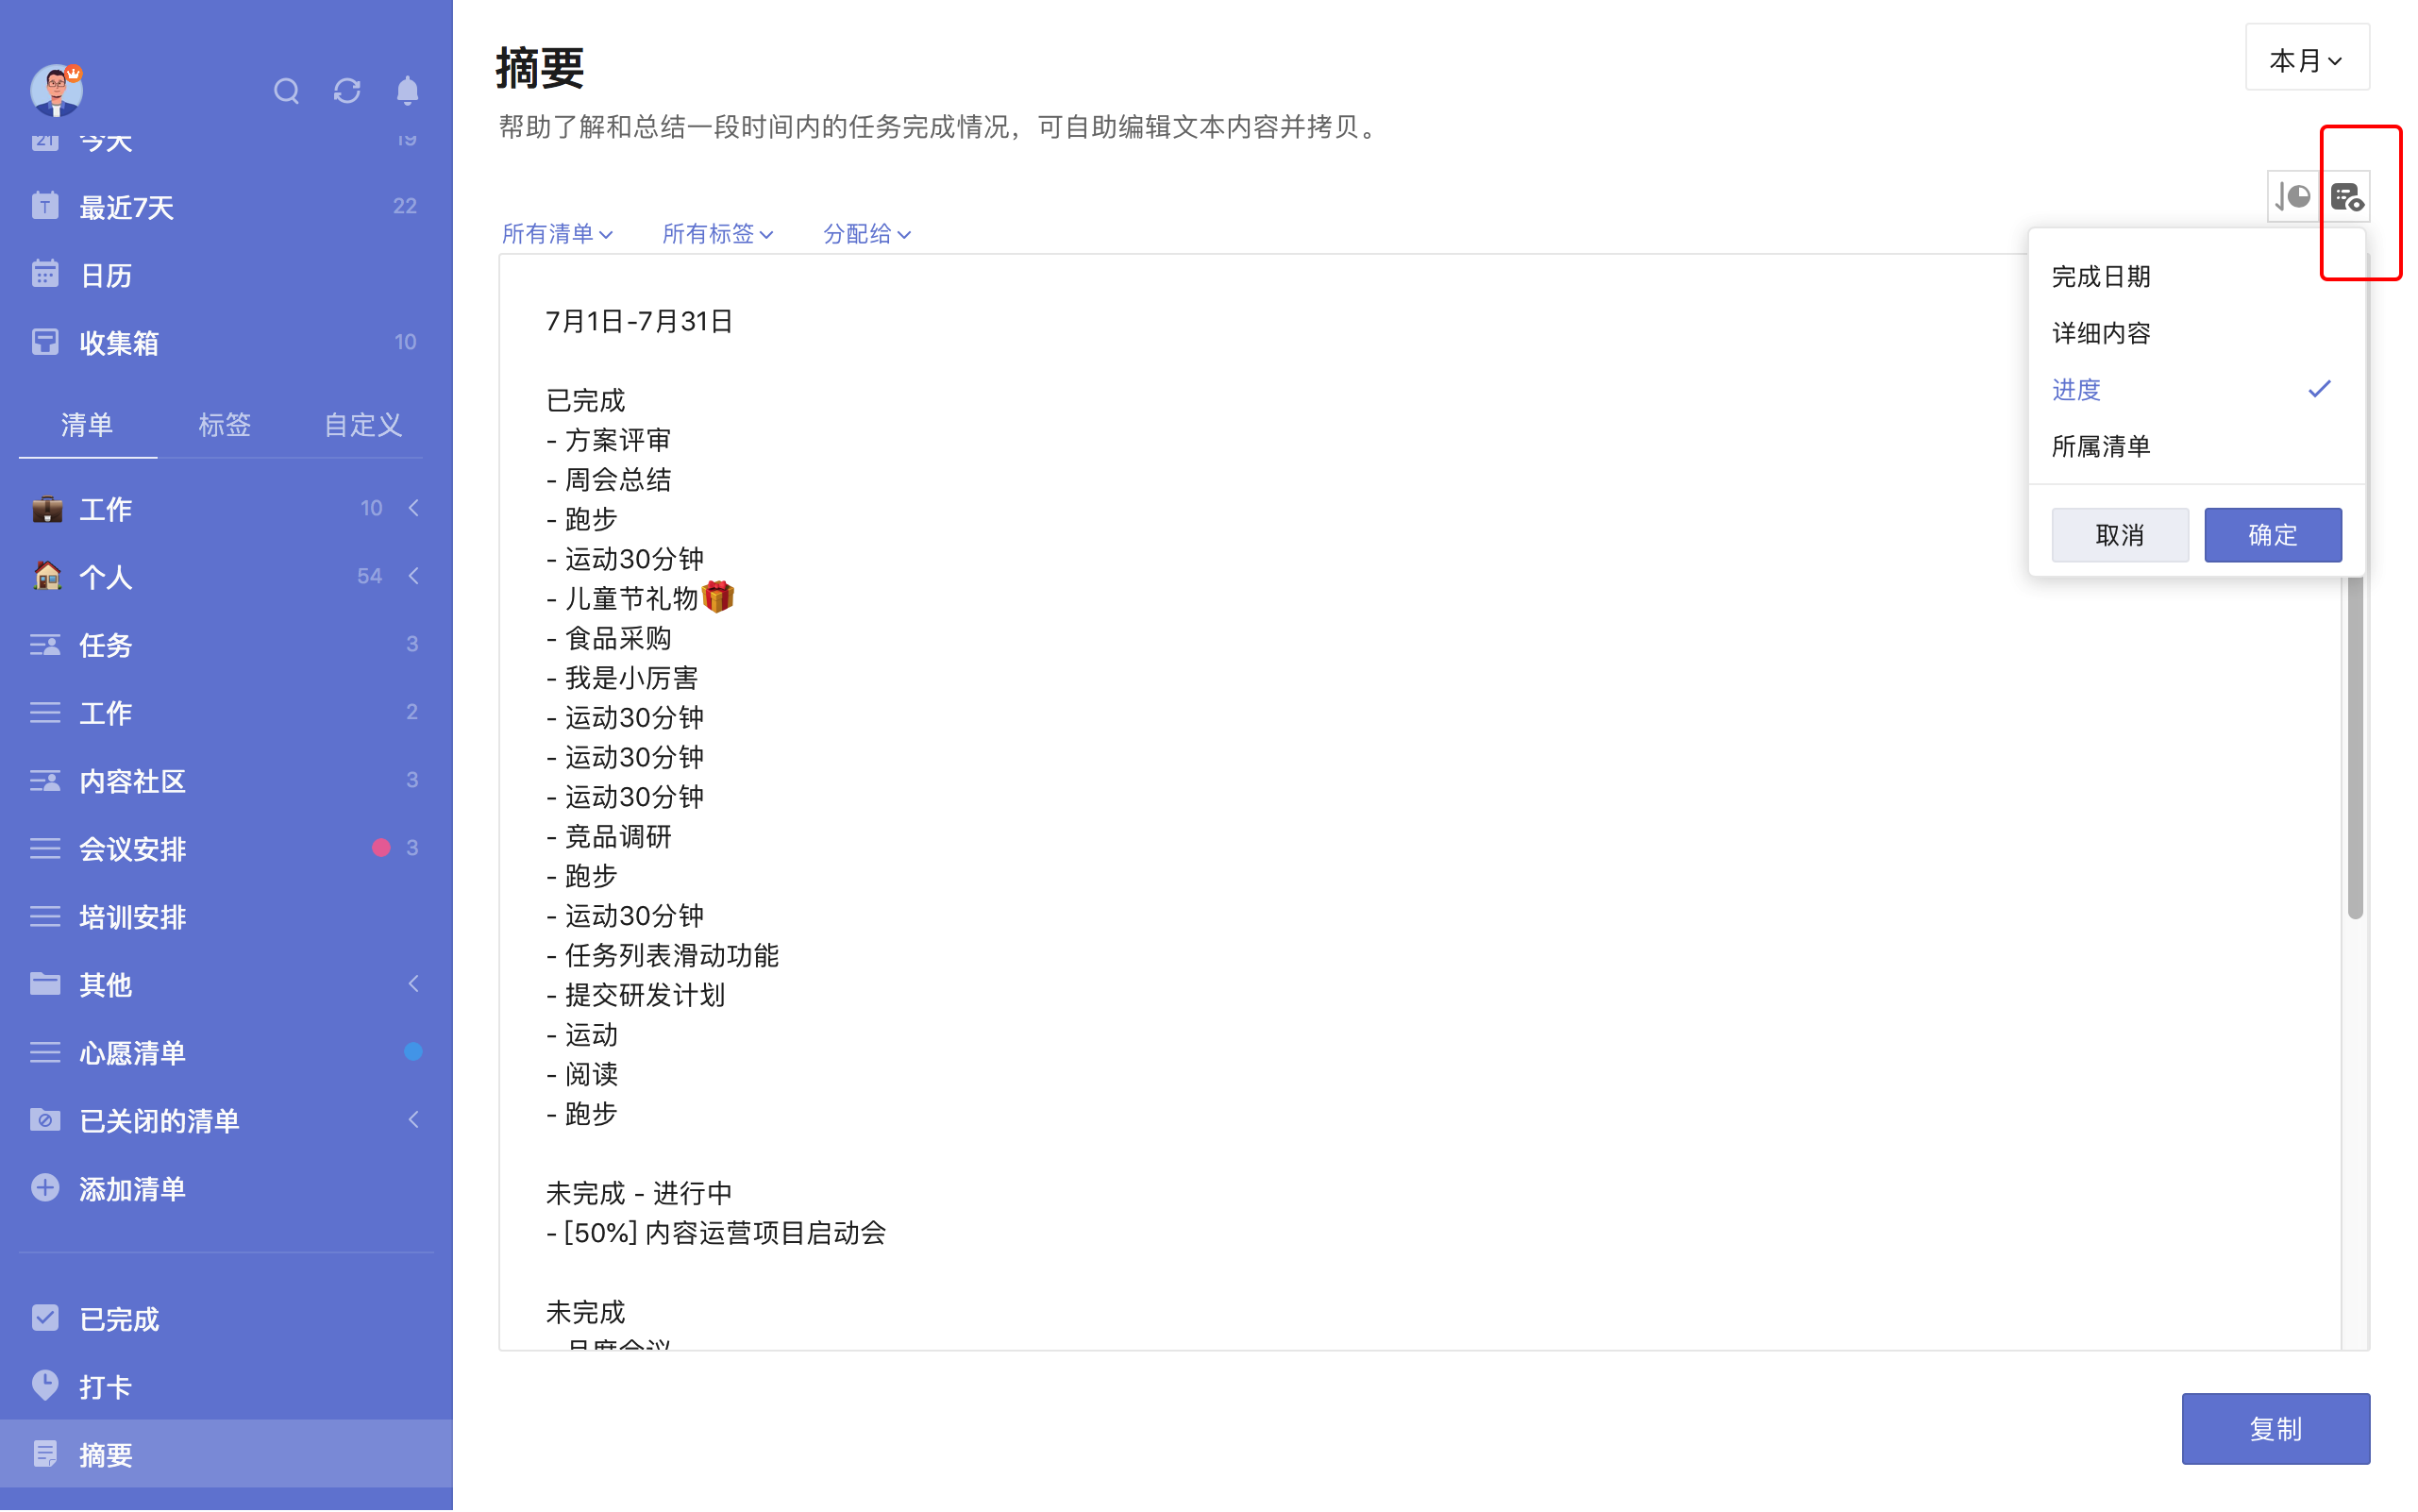 今天 19
最近7天 22
日历
收集箱 10
清单 标签 自定义
工作 10
个人 54
任务 3
工作 2
内容社区 3
会议安排 3
培训安排
其他
心愿清单
已关闭的清单
添加清单
已完成
打卡
摘要
摘要
本月
帮助了解和总结一段时间内的任务完成情况，可自助编辑文本内容并拷贝。
所有清单 所有标签 分配给
7月1日-7月31日
已完成
- 方案评审
- 周会总结
- 跑步
- 运动30分钟
- 儿童节礼物🎁
- 食品采购
- 我是小厉害
- 运动30分钟
- 运动30分钟
- 运动30分钟
- 竞品调研
- 跑步
- 运动30分钟
- 任务列表滑动功能
- 提交研发计划
- 运动
- 阅读
- 跑步
未完成 - 进行中
- [50%] 内容运营项目启动会
未完成
- 月度会议
完成日期
详细内容
进度
所属清单
取消 确定
复制